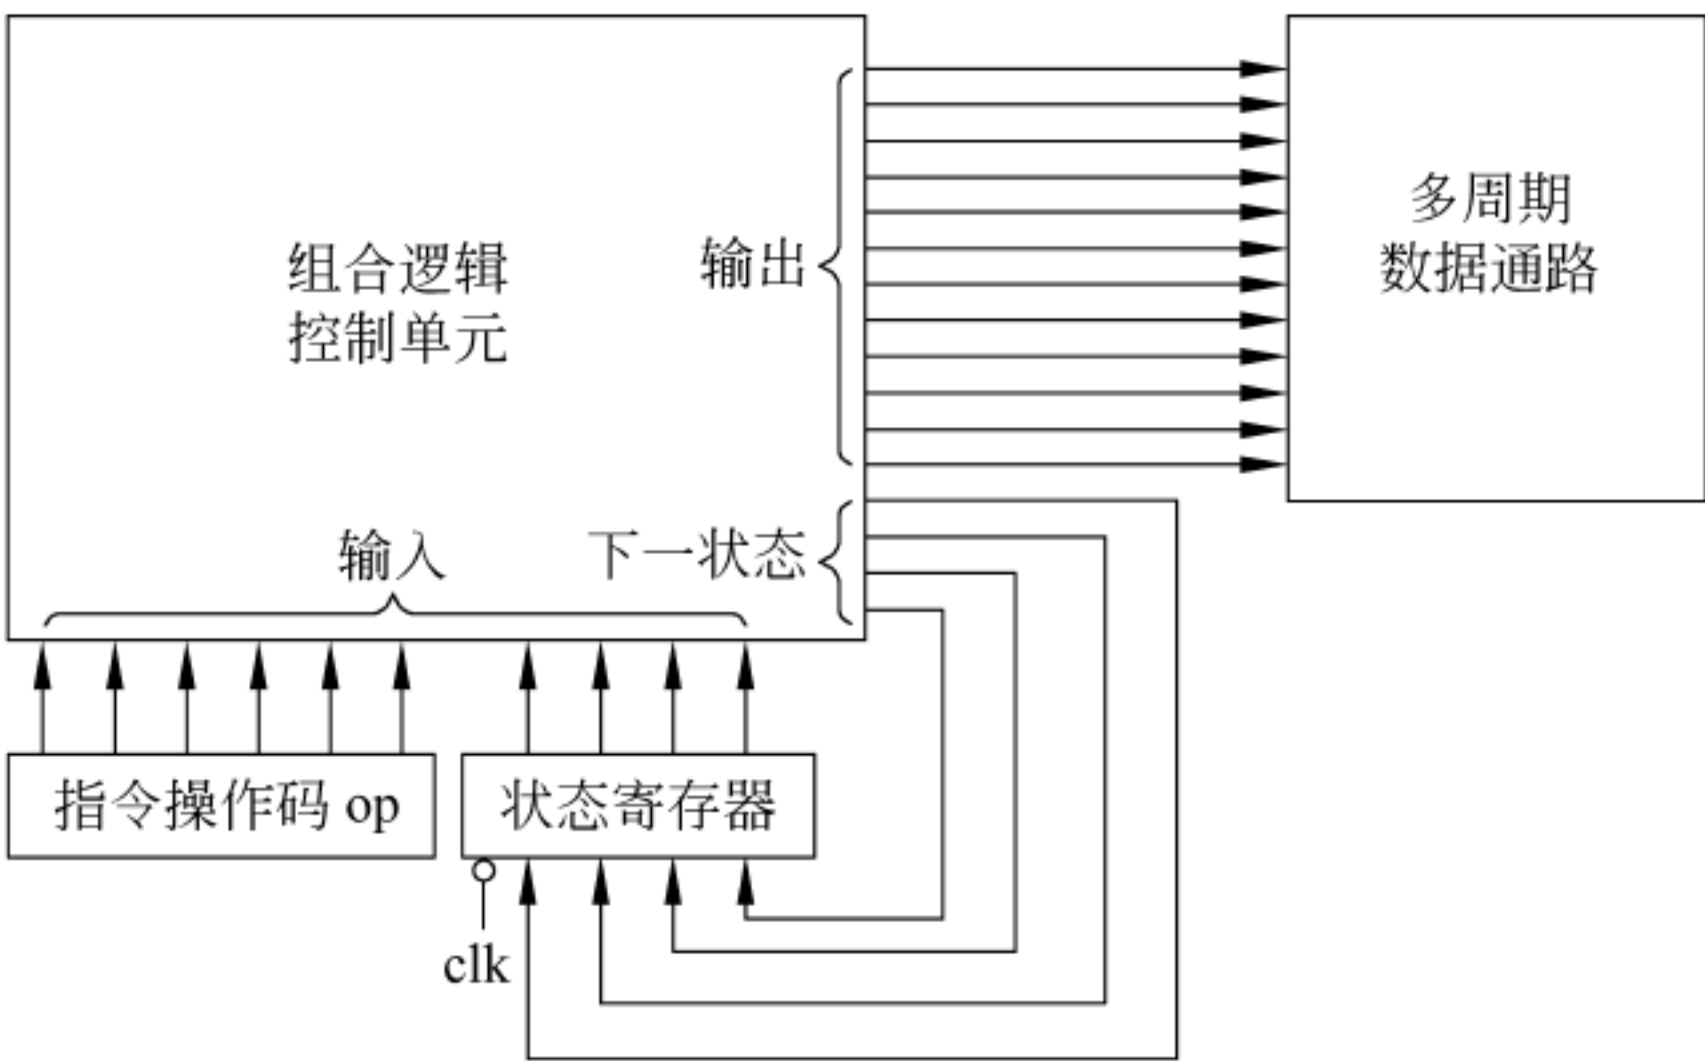 组合逻辑
控制单元
输出
多周期
数据通路
输入
下一状态
指令操作码 op
状态寄存器
clk